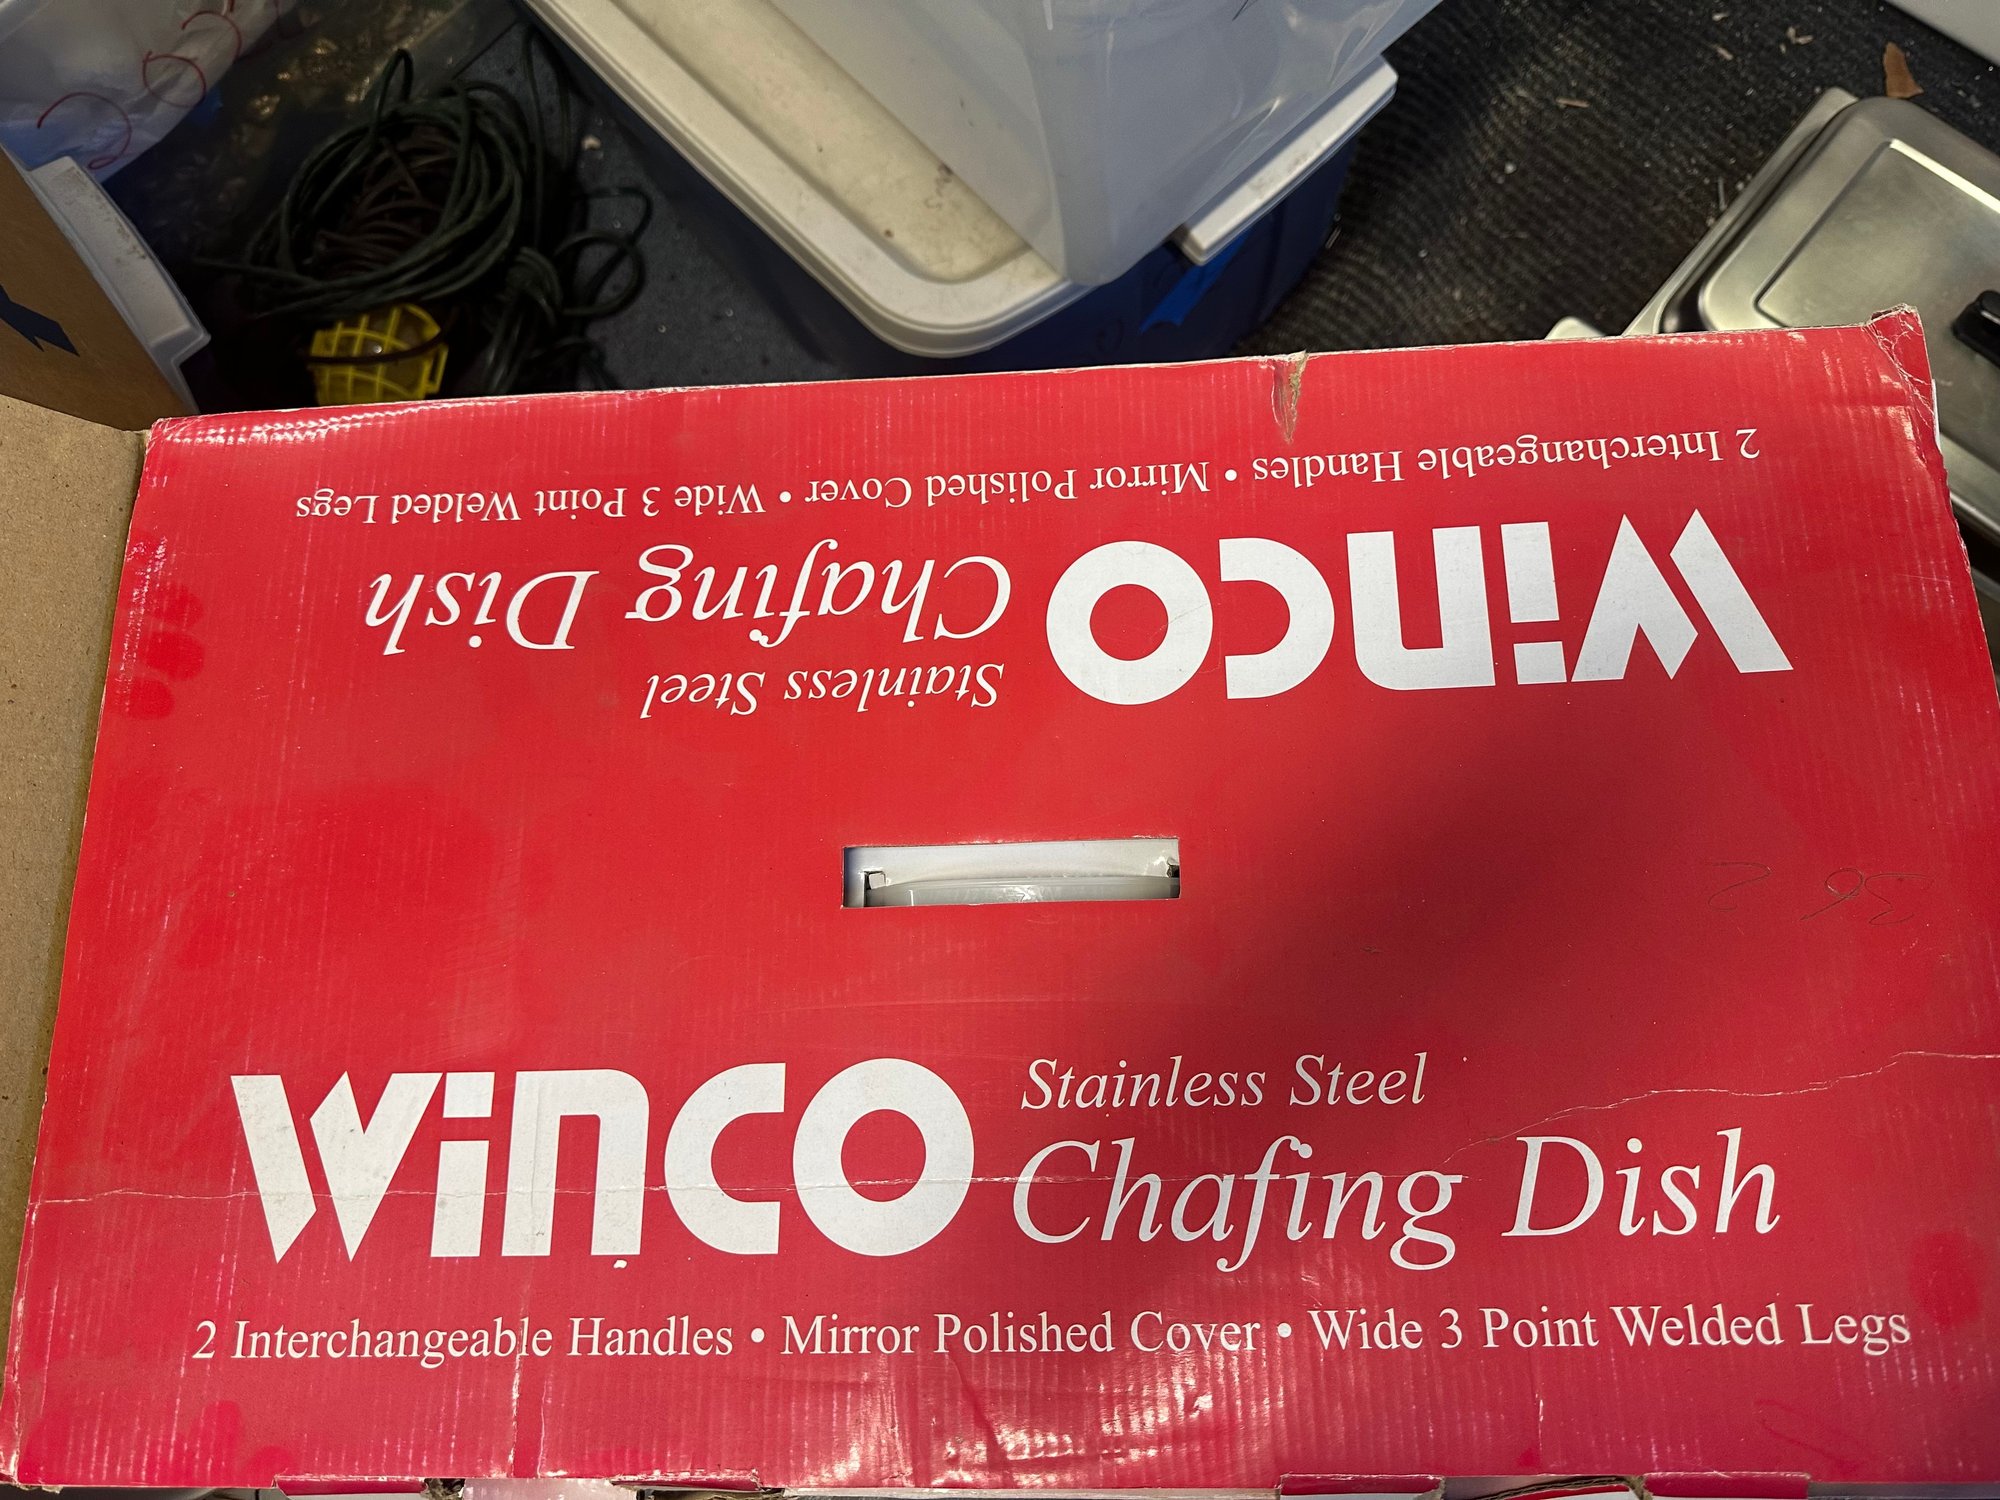 2 Interchangeable Handles • Mirror Polished Cover • Wide 3 Point Welded Legs
winco Chafing Dish
Stainless Steel
winco
Stainless Steel
Chafing Dish
2 Interchangeable Handles • Mirror Polished Cover • Wide 3 Point Welded Legs